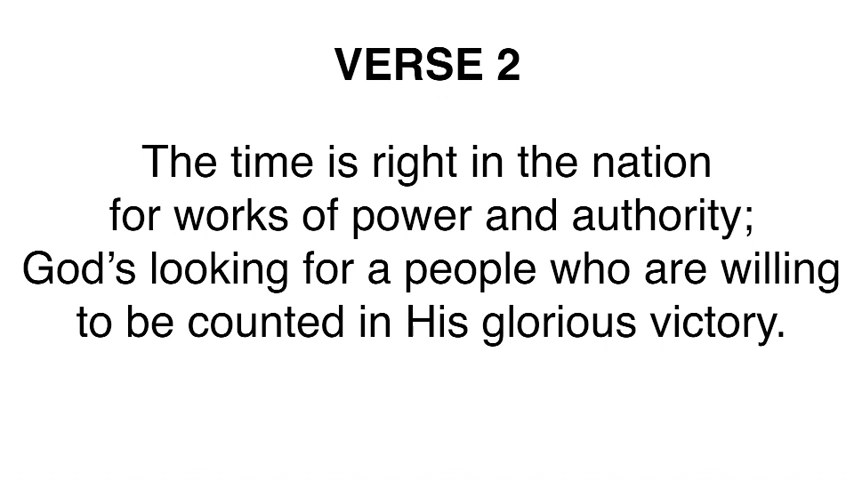 VERSE 2
The time is right in the nation
for works of power and authority;
God’s looking for a people who are willing
to be counted in His glorious victory.